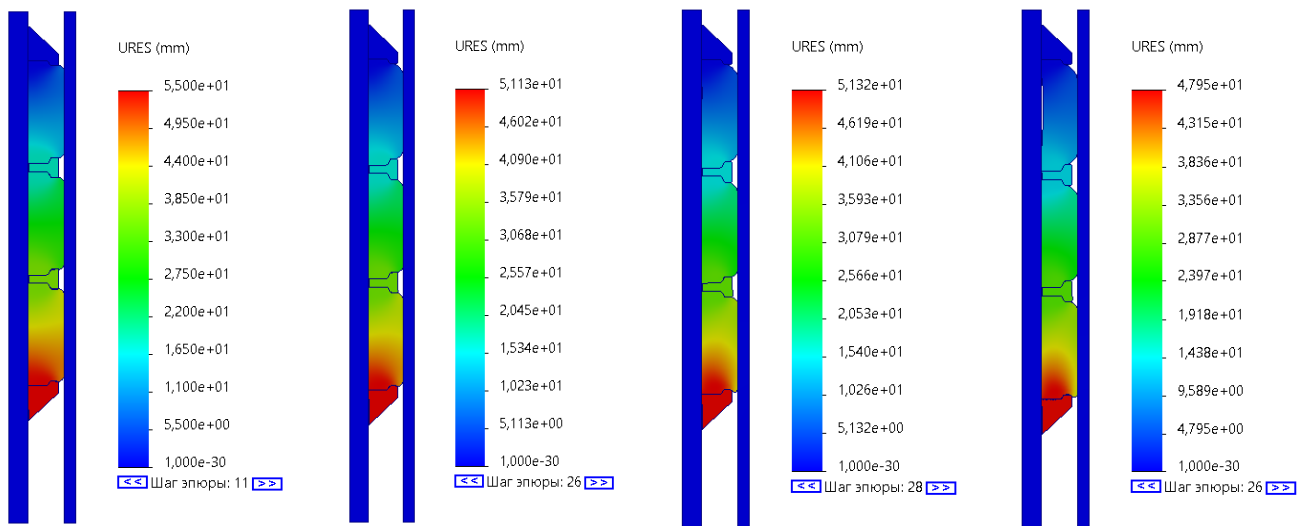 URES (mm)
5,500e+01
4,950e+01
4,400e+01
3,850e+01
3,300e+01
2,750e+01
2,200e+01
1,650e+01
1,100e+01
5,500e+00
1,000e-30
<< Шаг эпюры: 11 >>
URES (mm)
5,113e+01
4,602e+01
4,090e+01
3,579e+01
3,068e+01
2,557e+01
2,045e+01
1,534e+01
1,023e+01
5,113e+00
1,000e-30
<< Шаг эпюры: 26 >>
URES (mm)
5,132e+01
4,619e+01
4,106e+01
3,593e+01
3,079e+01
2,566e+01
2,053e+01
1,540e+01
1,026e+01
5,132e+00
1,000e-30
<< Шаг эпюры: 28 >>
URES (mm)
4,795e+01
4,315e+01
3,836e+01
3,356e+01
2,877e+01
2,397e+01
1,918e+01
1,438e+01
9,589e+00
4,795e+00
1,000e-30
<< Шаг эпюры: 26 >>